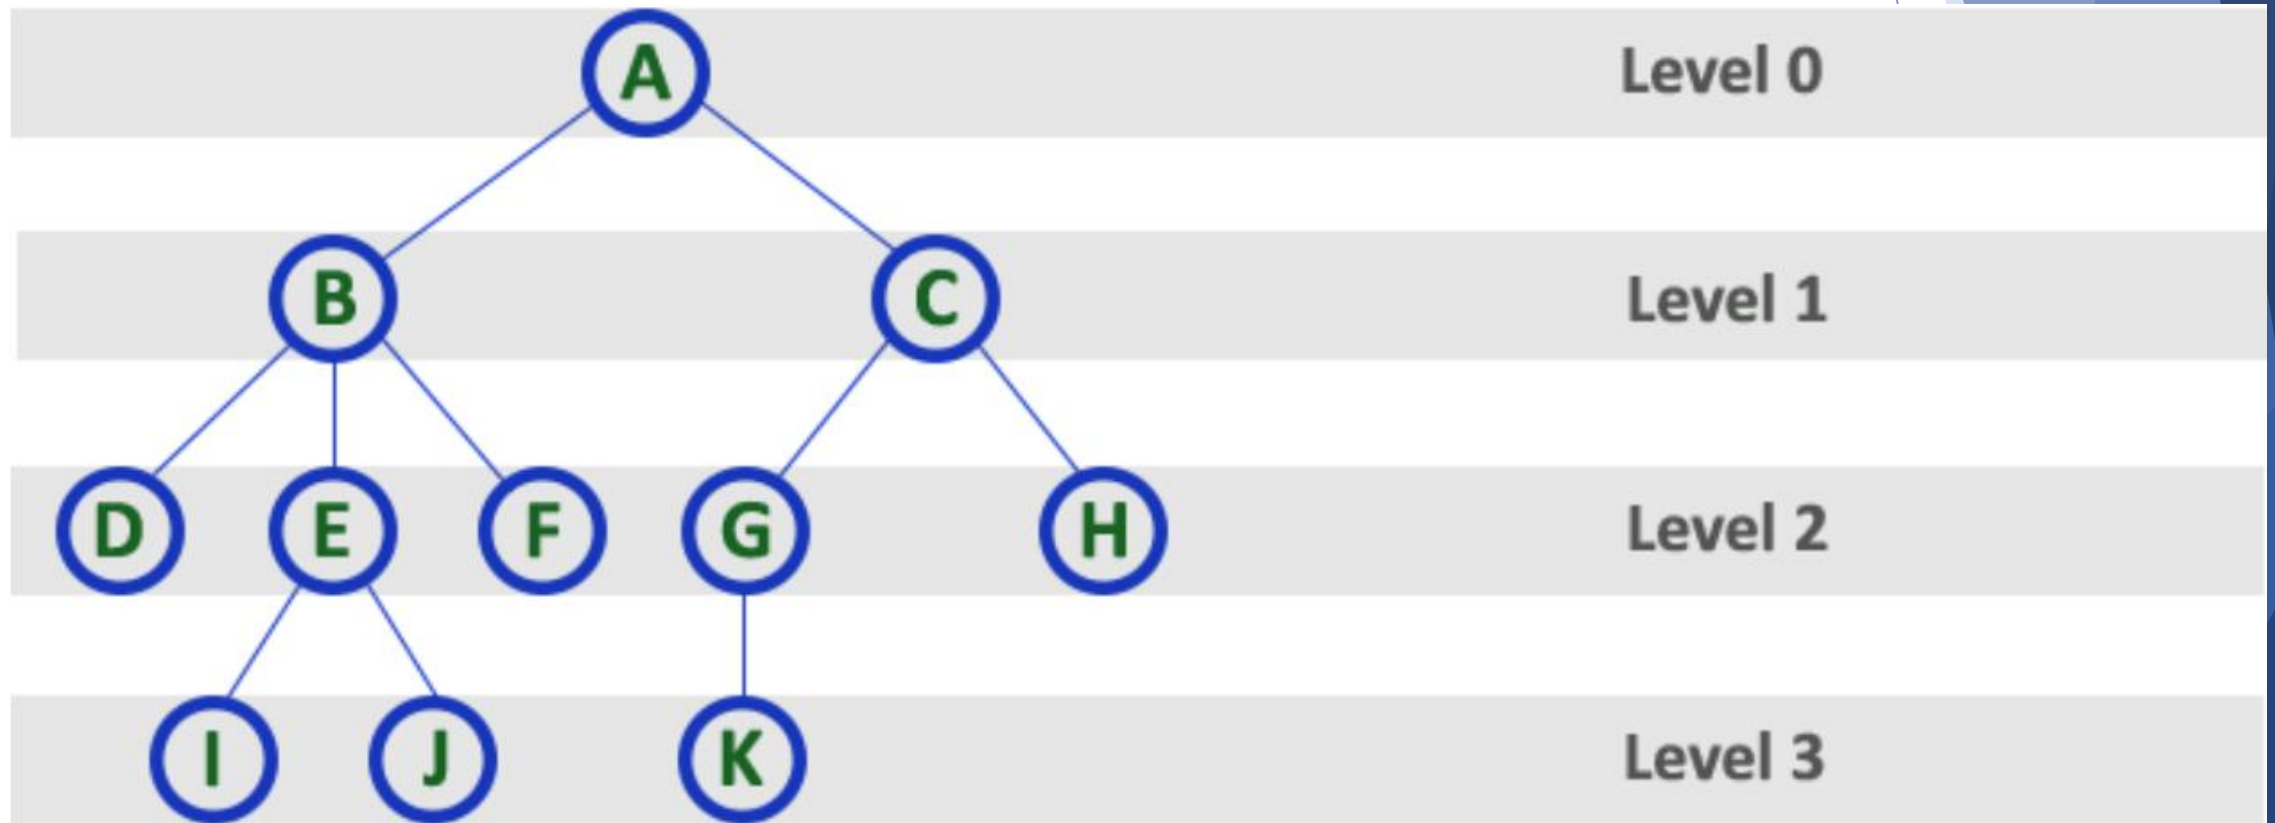 A Level 0
B C Level 1
D E F G H Level 2
I J K Level 3